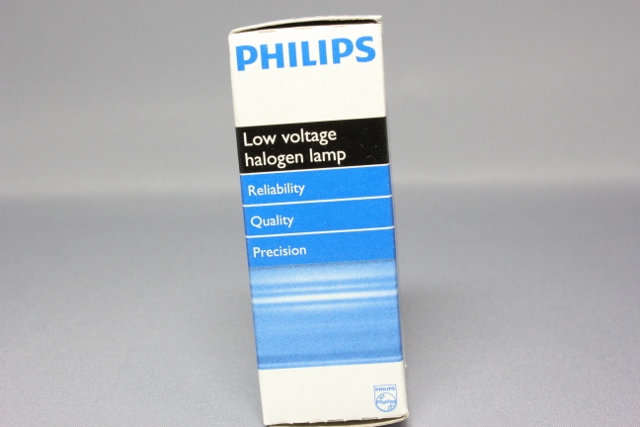 PHILIPS
Low voltage
halogen lamp
Reliability
Quality
Precision
PHILIPS